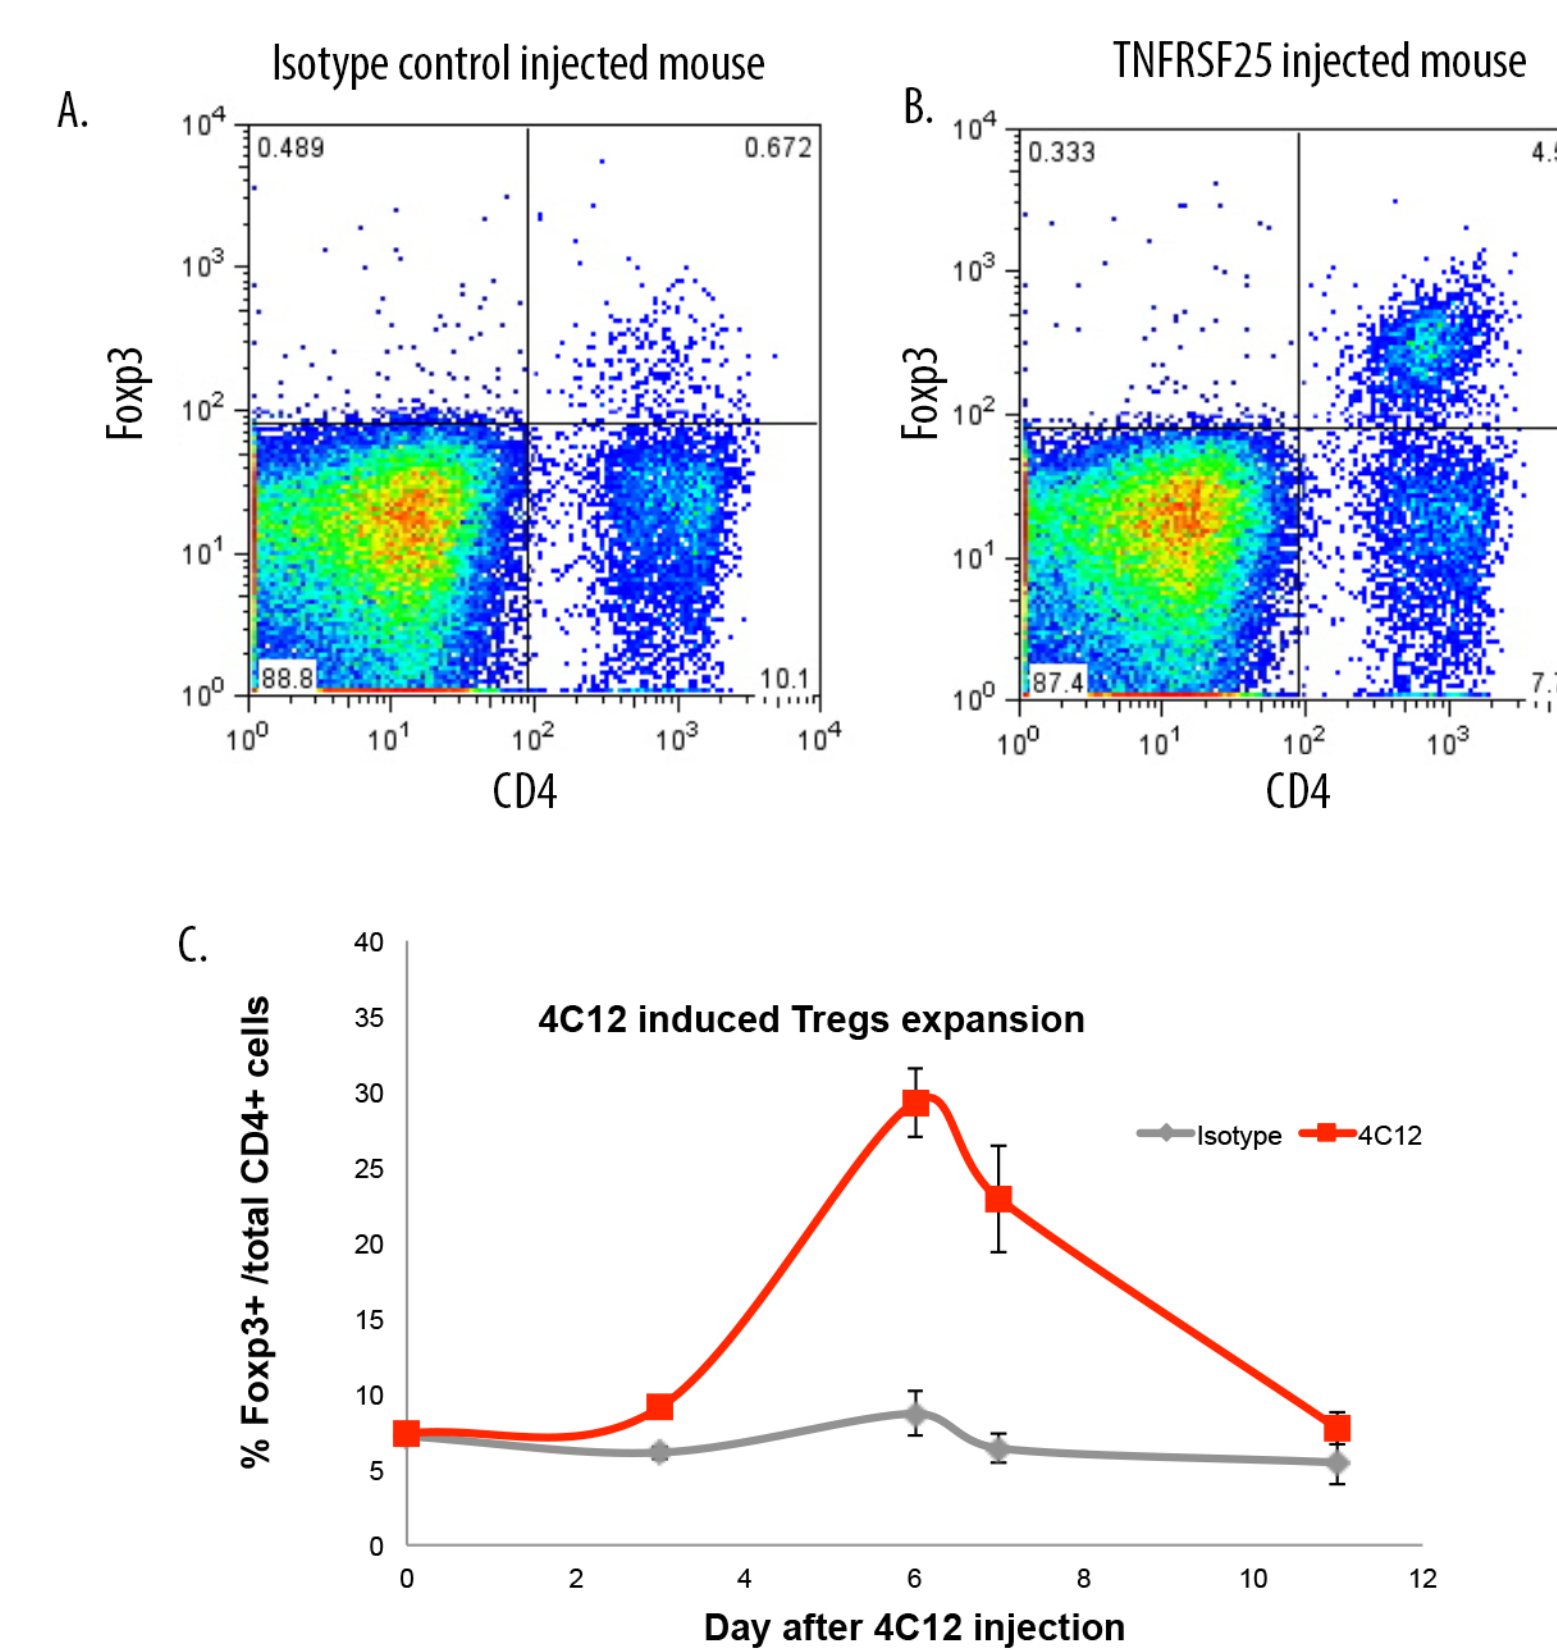 Isotype control injected mouse
TNFRSF25 injected mouse
A.
B.
10⁴
10³
10²
10¹
10⁰
0.489
0.672
88.8
10.1
Foxp3
10⁰ 10¹ 10² 10³ 10⁴
CD4
10⁴
10³
10²
10¹
10⁰
0.333
87.4
Foxp3
10⁰ 10¹ 10² 10³
CD4
C.
4C12 induced Tregs expansion
% Foxp3+ /total CD4+ cells
40
35
30
25
20
15
10
5
0
Isotype 4C12
0 2 4 6 8 10 12
Day after 4C12 injection